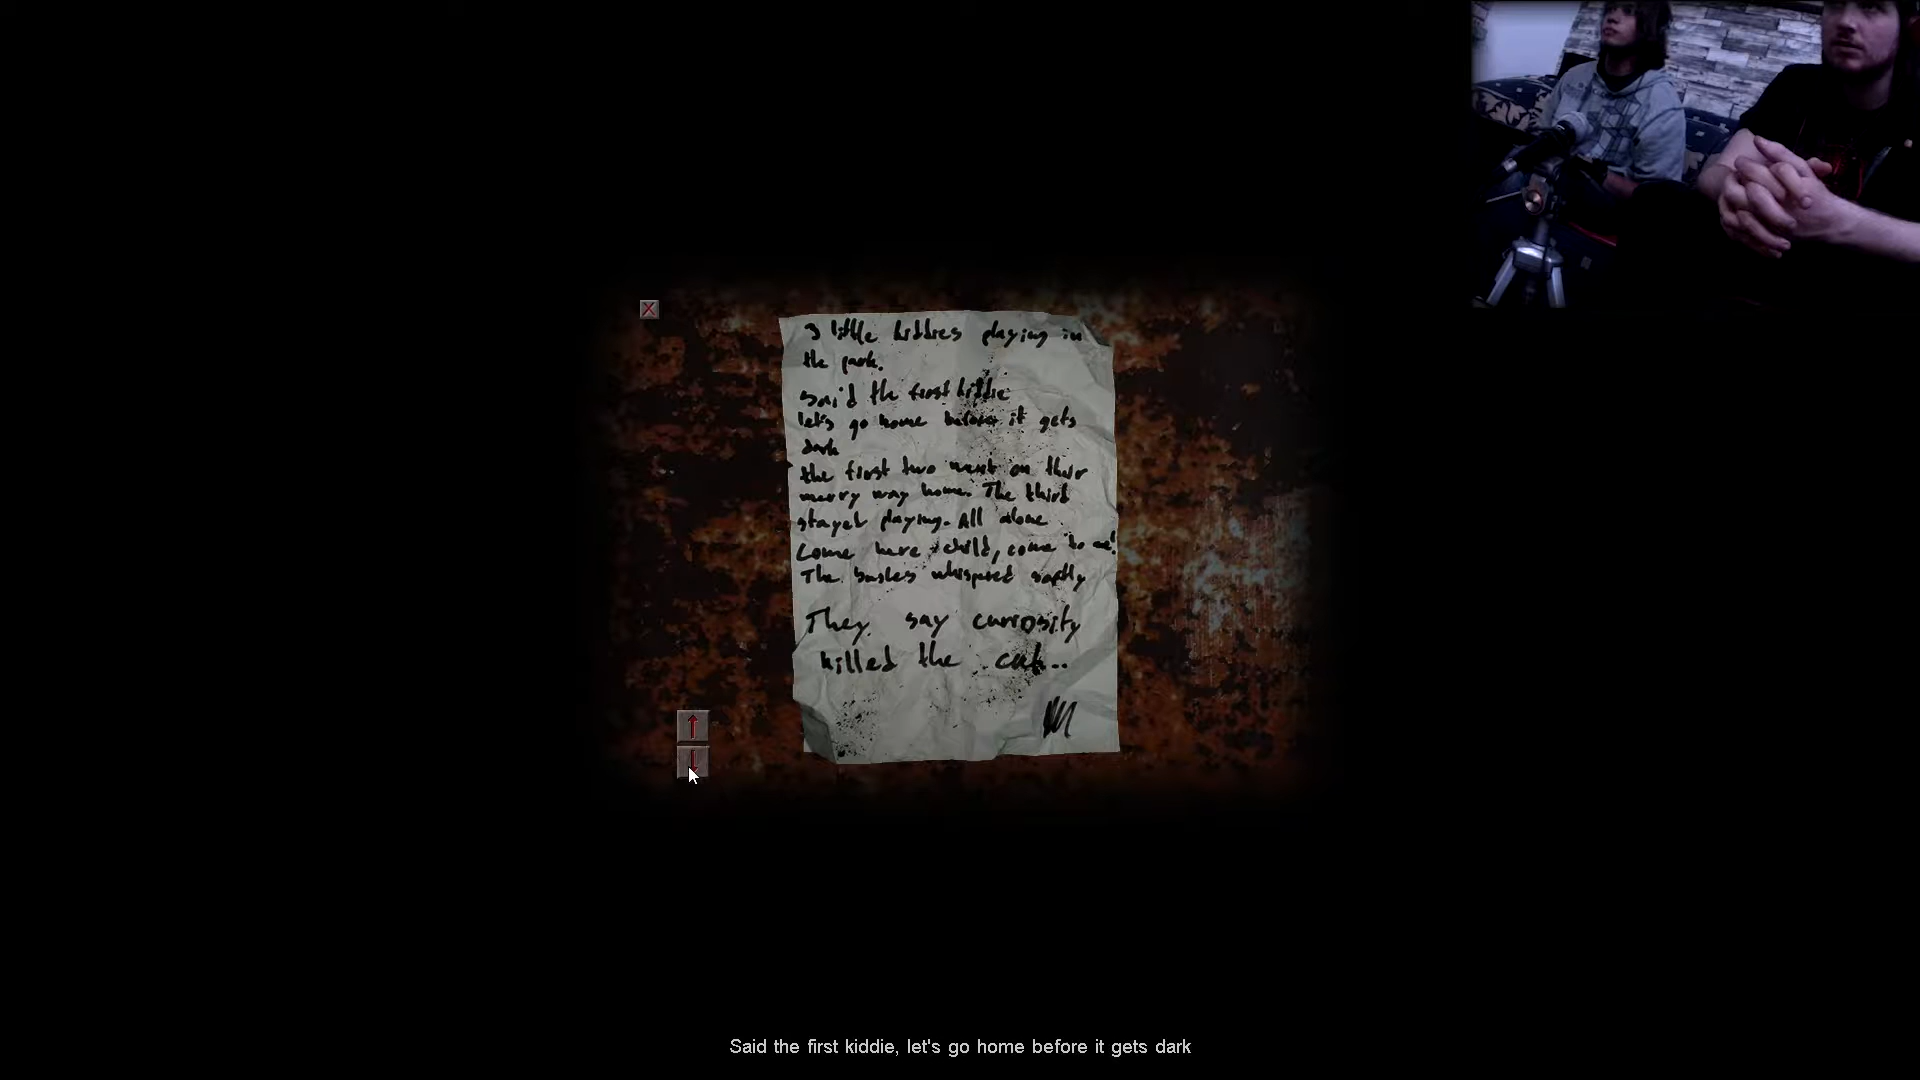 3 little kiddies playing in
the park.
said the first kiddie
let's go home before it gets
dark
the first two went on their
merry way home. The third
stayed playing. All alone
Come here child, come to me!
The bushes whispered softly
They say curiosity
killed the cat..
Said the first kiddie, let's go home before it gets dark